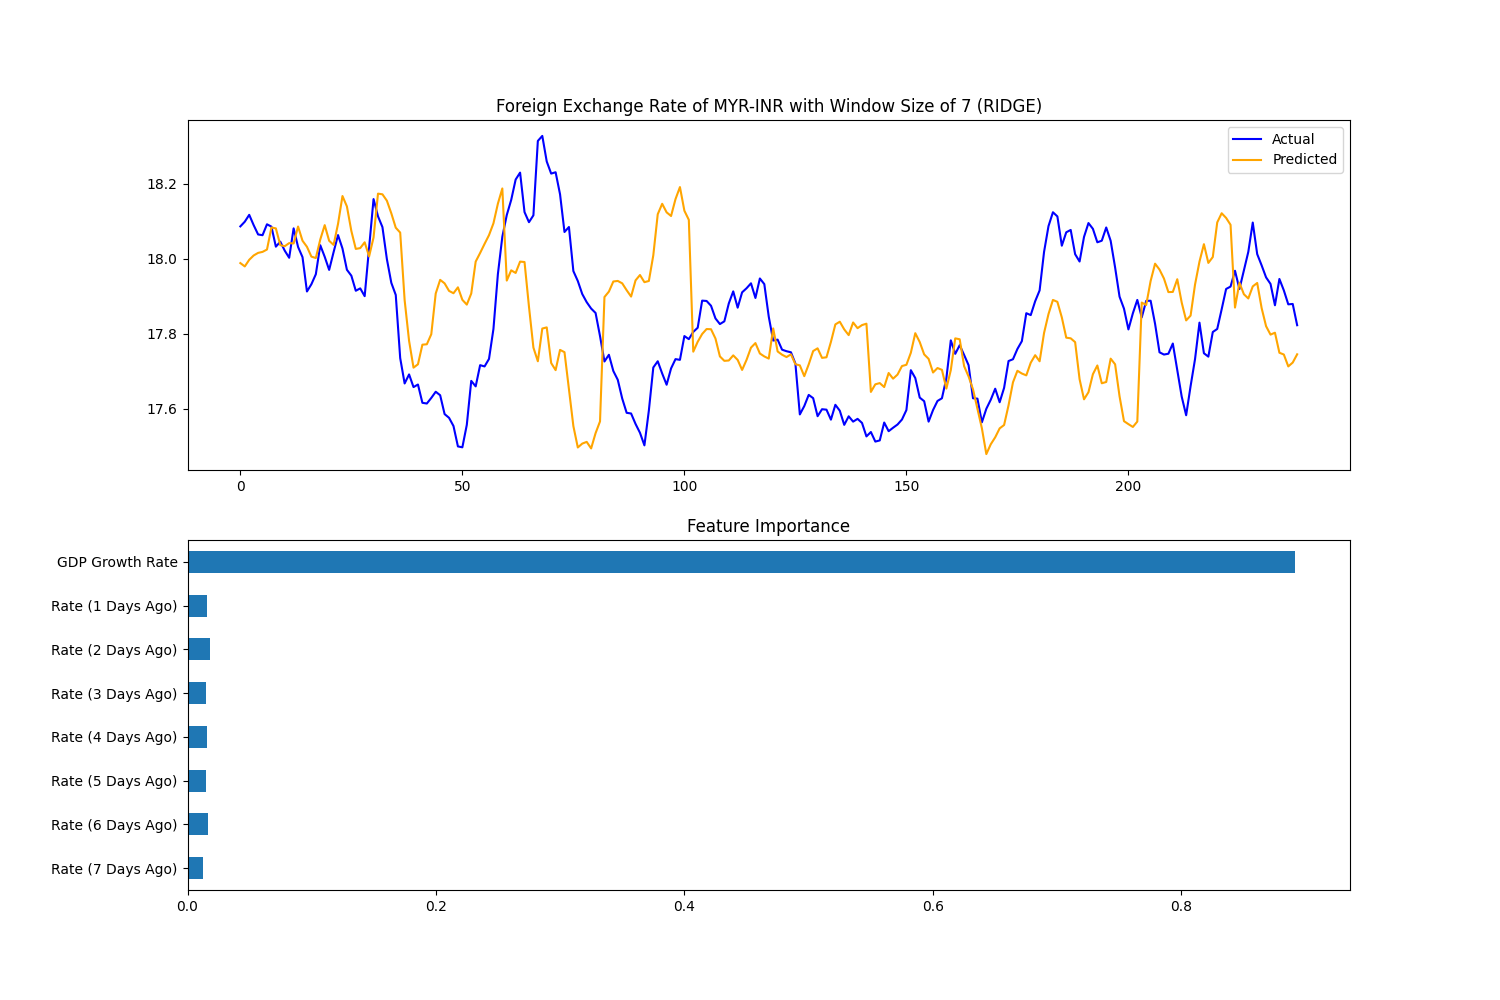 Foreign Exchange Rate of MYR-INR with Window Size of 7 (RIDGE)
Actual
Predicted
18.2
18.0
17.8
17.6
0 50 100 150 200
Feature Importance
GDP Growth Rate
Rate (1 Days Ago)
Rate (2 Days Ago)
Rate (3 Days Ago)
Rate (4 Days Ago)
Rate (5 Days Ago)
Rate (6 Days Ago)
Rate (7 Days Ago)
0.0 0.2 0.4 0.6 0.8